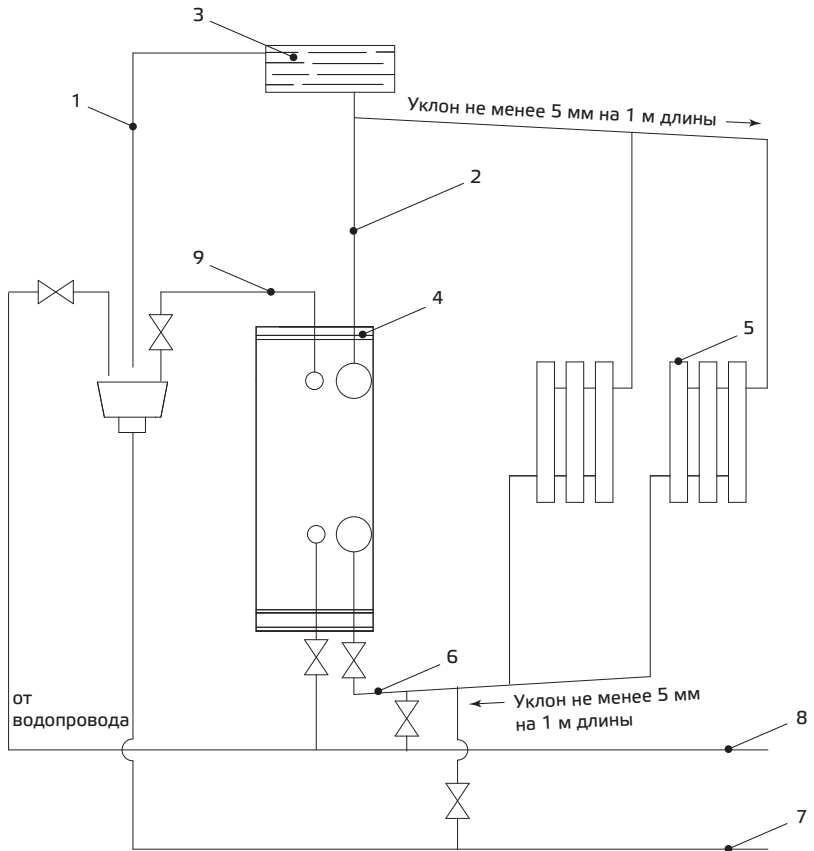 3
1
Уклон не менее 5 мм на 1 м длины
2
9
4
5
6
от
водопровода
Уклон не менее 5 мм
на 1 м длины
8
7